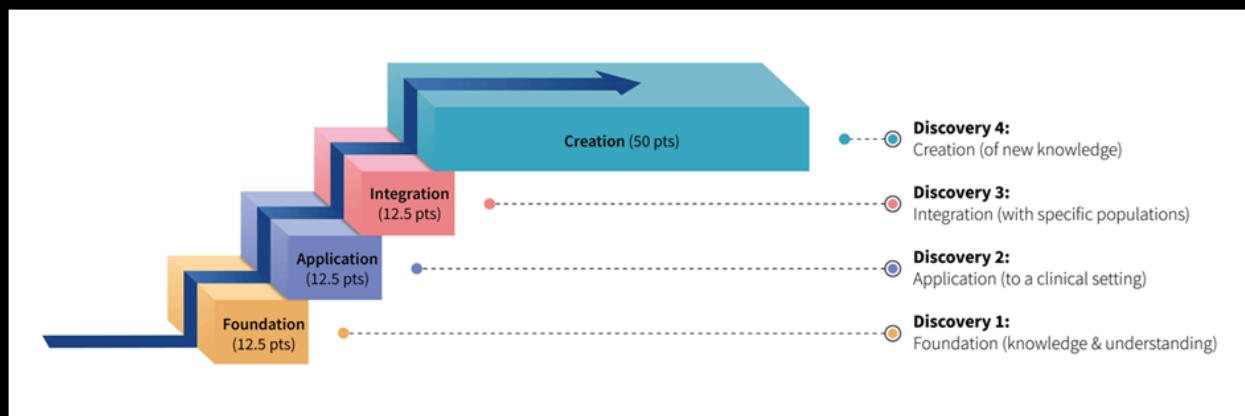 Creation (50 pts)
Integration
(12.5 pts)
Application
(12.5 pts)
Foundation
(12.5 pts)
Discovery 4:
Creation (of new knowledge)
Discovery 3:
Integration (with specific populations)
Discovery 2:
Application (to a clinical setting)
Discovery 1:
Foundation (knowledge & understanding)